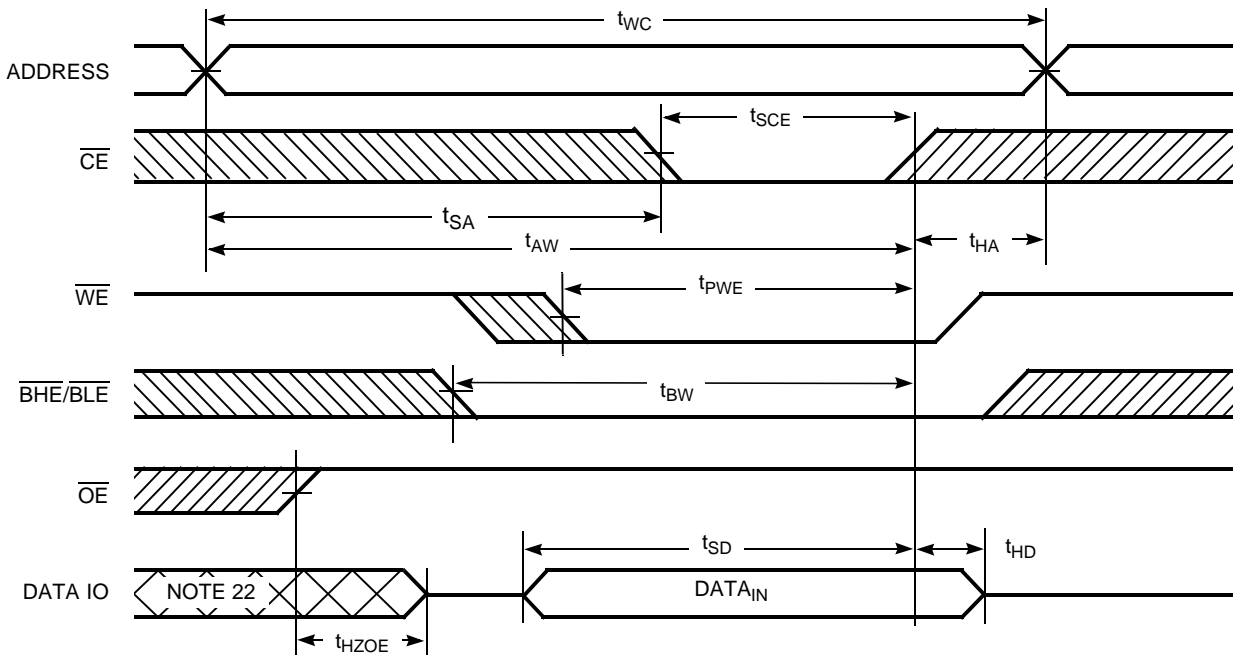 tWC
ADDRESS
tSCE
CE
tSA
tAW
tHA
tPWE
WE
tBW
BHE/BLE
OE
tSD
tHD
DATA IO
NOTE 22
DATAIN
tHZOE